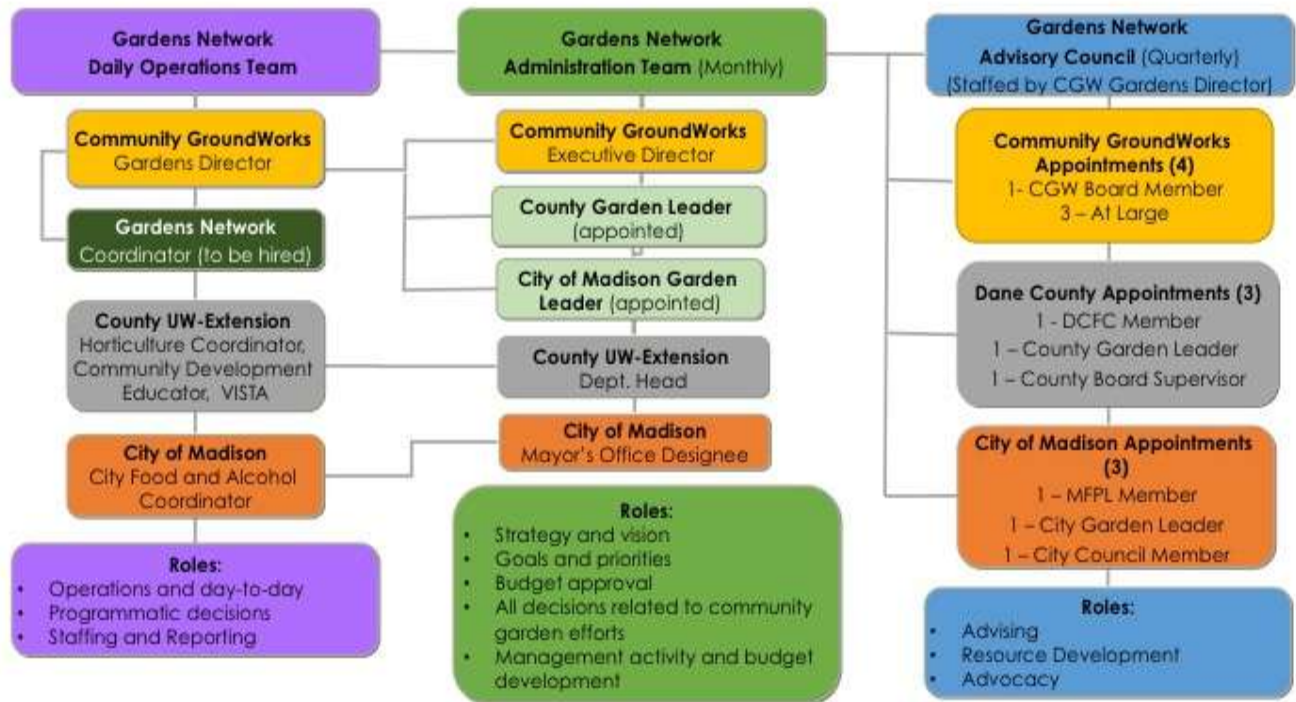 Gardens Network
Daily Operations Team
Community GroundWorks
Gardens Director
Gardens Network
Coordinator (to be hired)
County UW-Extension
Horticulture Coordinator,
Community Development
Educator, VISTA
City of Madison
City Food and Alcohol
Coordinator
Roles:
• Operations and day-to-day
• Programmatic decisions
• Staffing and Reporting
Gardens Network
Administration Team (Monthly)
Community GroundWorks
Executive Director
County Garden Leader
(appointed)
City of Madison Garden
Leader (appointed)
County UW-Extension
Dept. Head
City of Madison
Mayor's Office Designee
Roles:
• Strategy and vision
• Goals and priorities
• Budget approval
• All decisions related to community
garden efforts
• Management activity and budget
development
Gardens Network
Advisory Council (Quarterly)
(Staffed by CGW Gardens Director)
Community GroundWorks
Appointments (4)
1- CGW Board Member
3 – At Large
Dane County Appointments (3)
1 - DCFC Member
1 – County Garden Leader
1 – County Board Supervisor
City of Madison Appointments
(3)
1 – MFPL Member
1 – City Garden Leader
1 – City Council Member
Roles:
• Advising
• Resource Development
• Advocacy